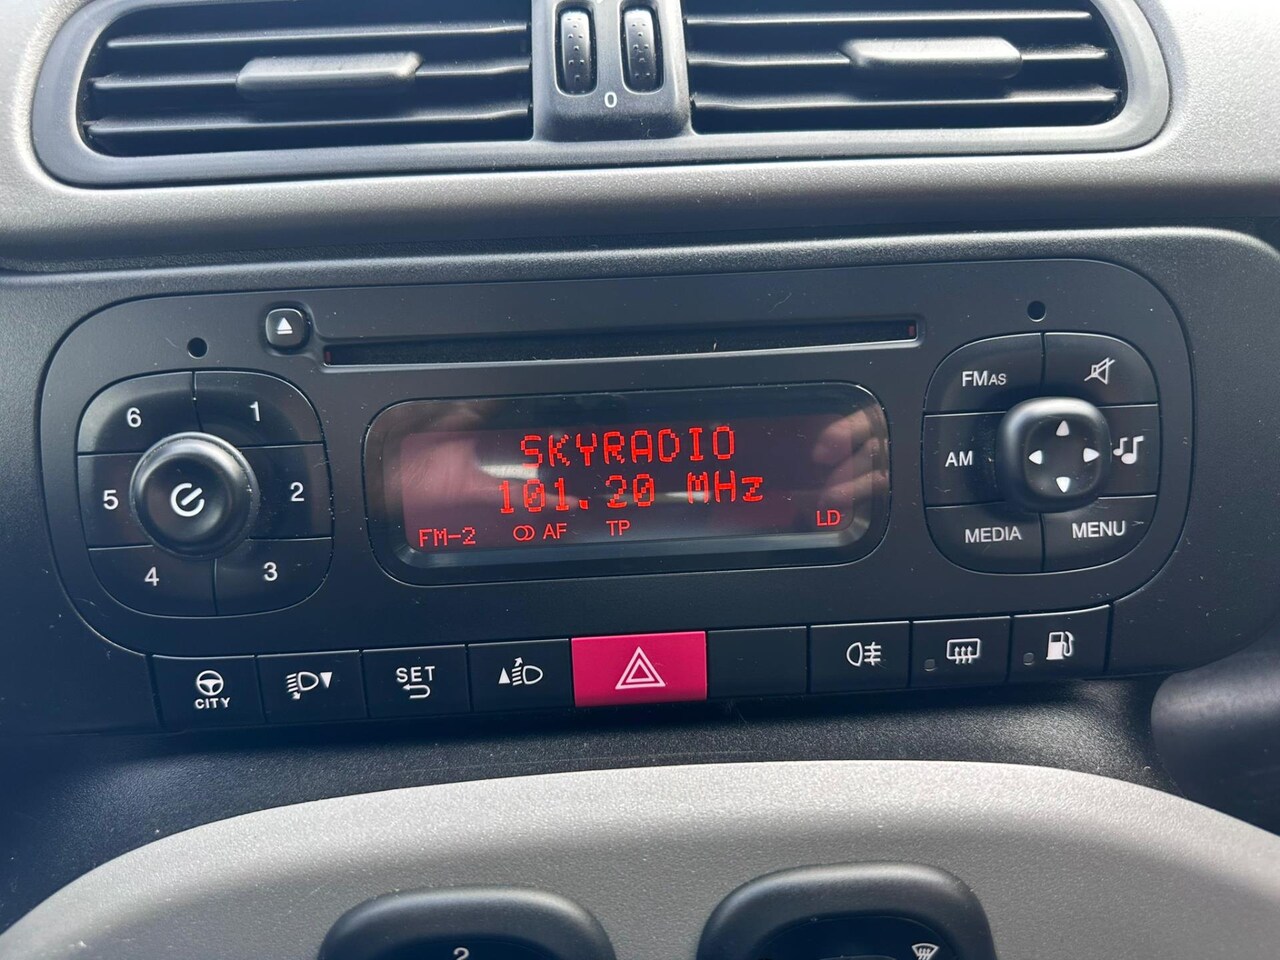 0
6 1
5 2
4 3
SKYRADIO
101.20 MHz
FM-2 AF TP LD
FMAS
AM
MEDIA MENU
CITY
SET
2